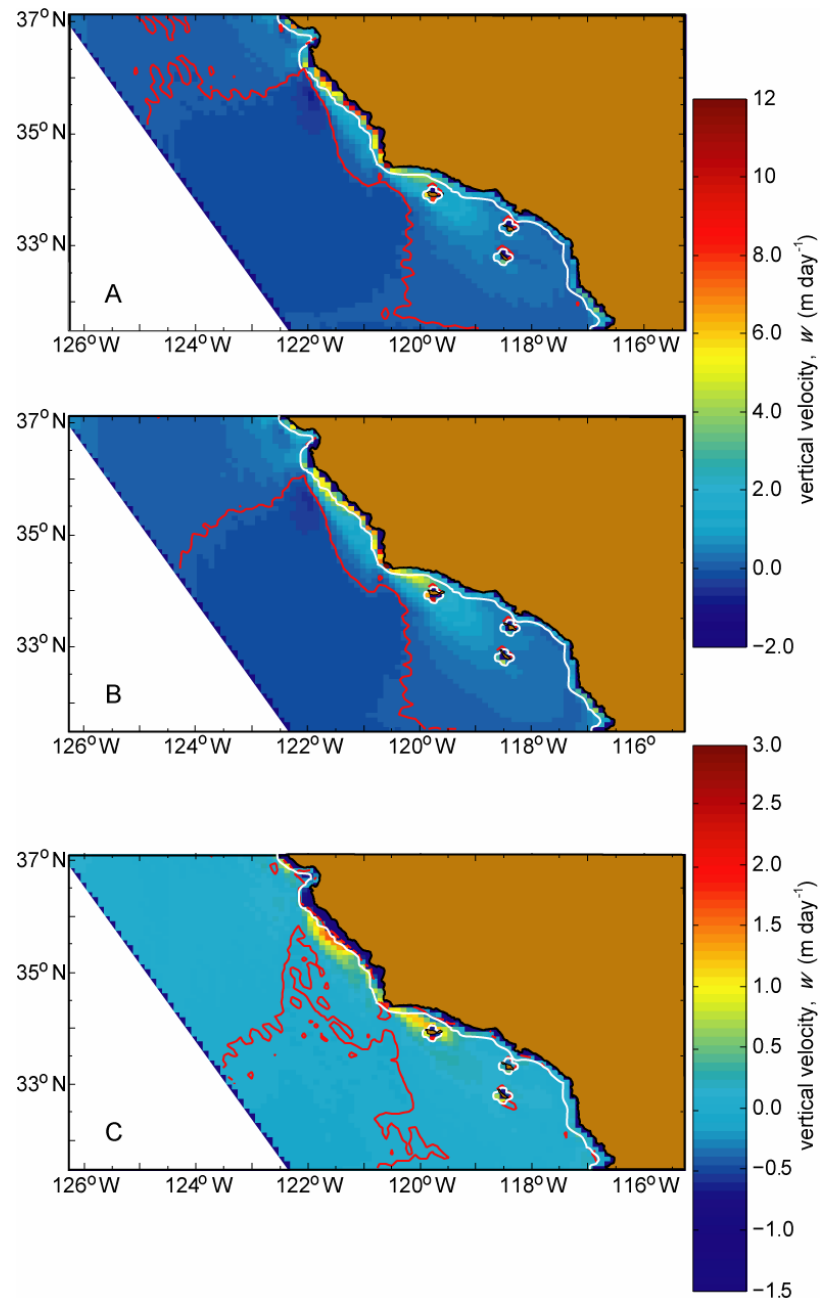 37° N
35° N
33° N
A
126°W 124°W 122°W 120°W 118°W 116°W
12
10
8.0
6.0
4.0
2.0
0.0
−2.0
vertical velocity, w (m day⁻¹)
37° N
35° N
33° N
B
126°W 124°W 122°W 120°W 118°W 116°
37° N
35° N
33° N
C
126°W 124°W 122°W 120°W 118°W 116°W
3.0
2.5
2.0
1.5
1.0
0.5
0.0
−0.5
−1.0
−1.5
vertical velocity, w (m day⁻¹)